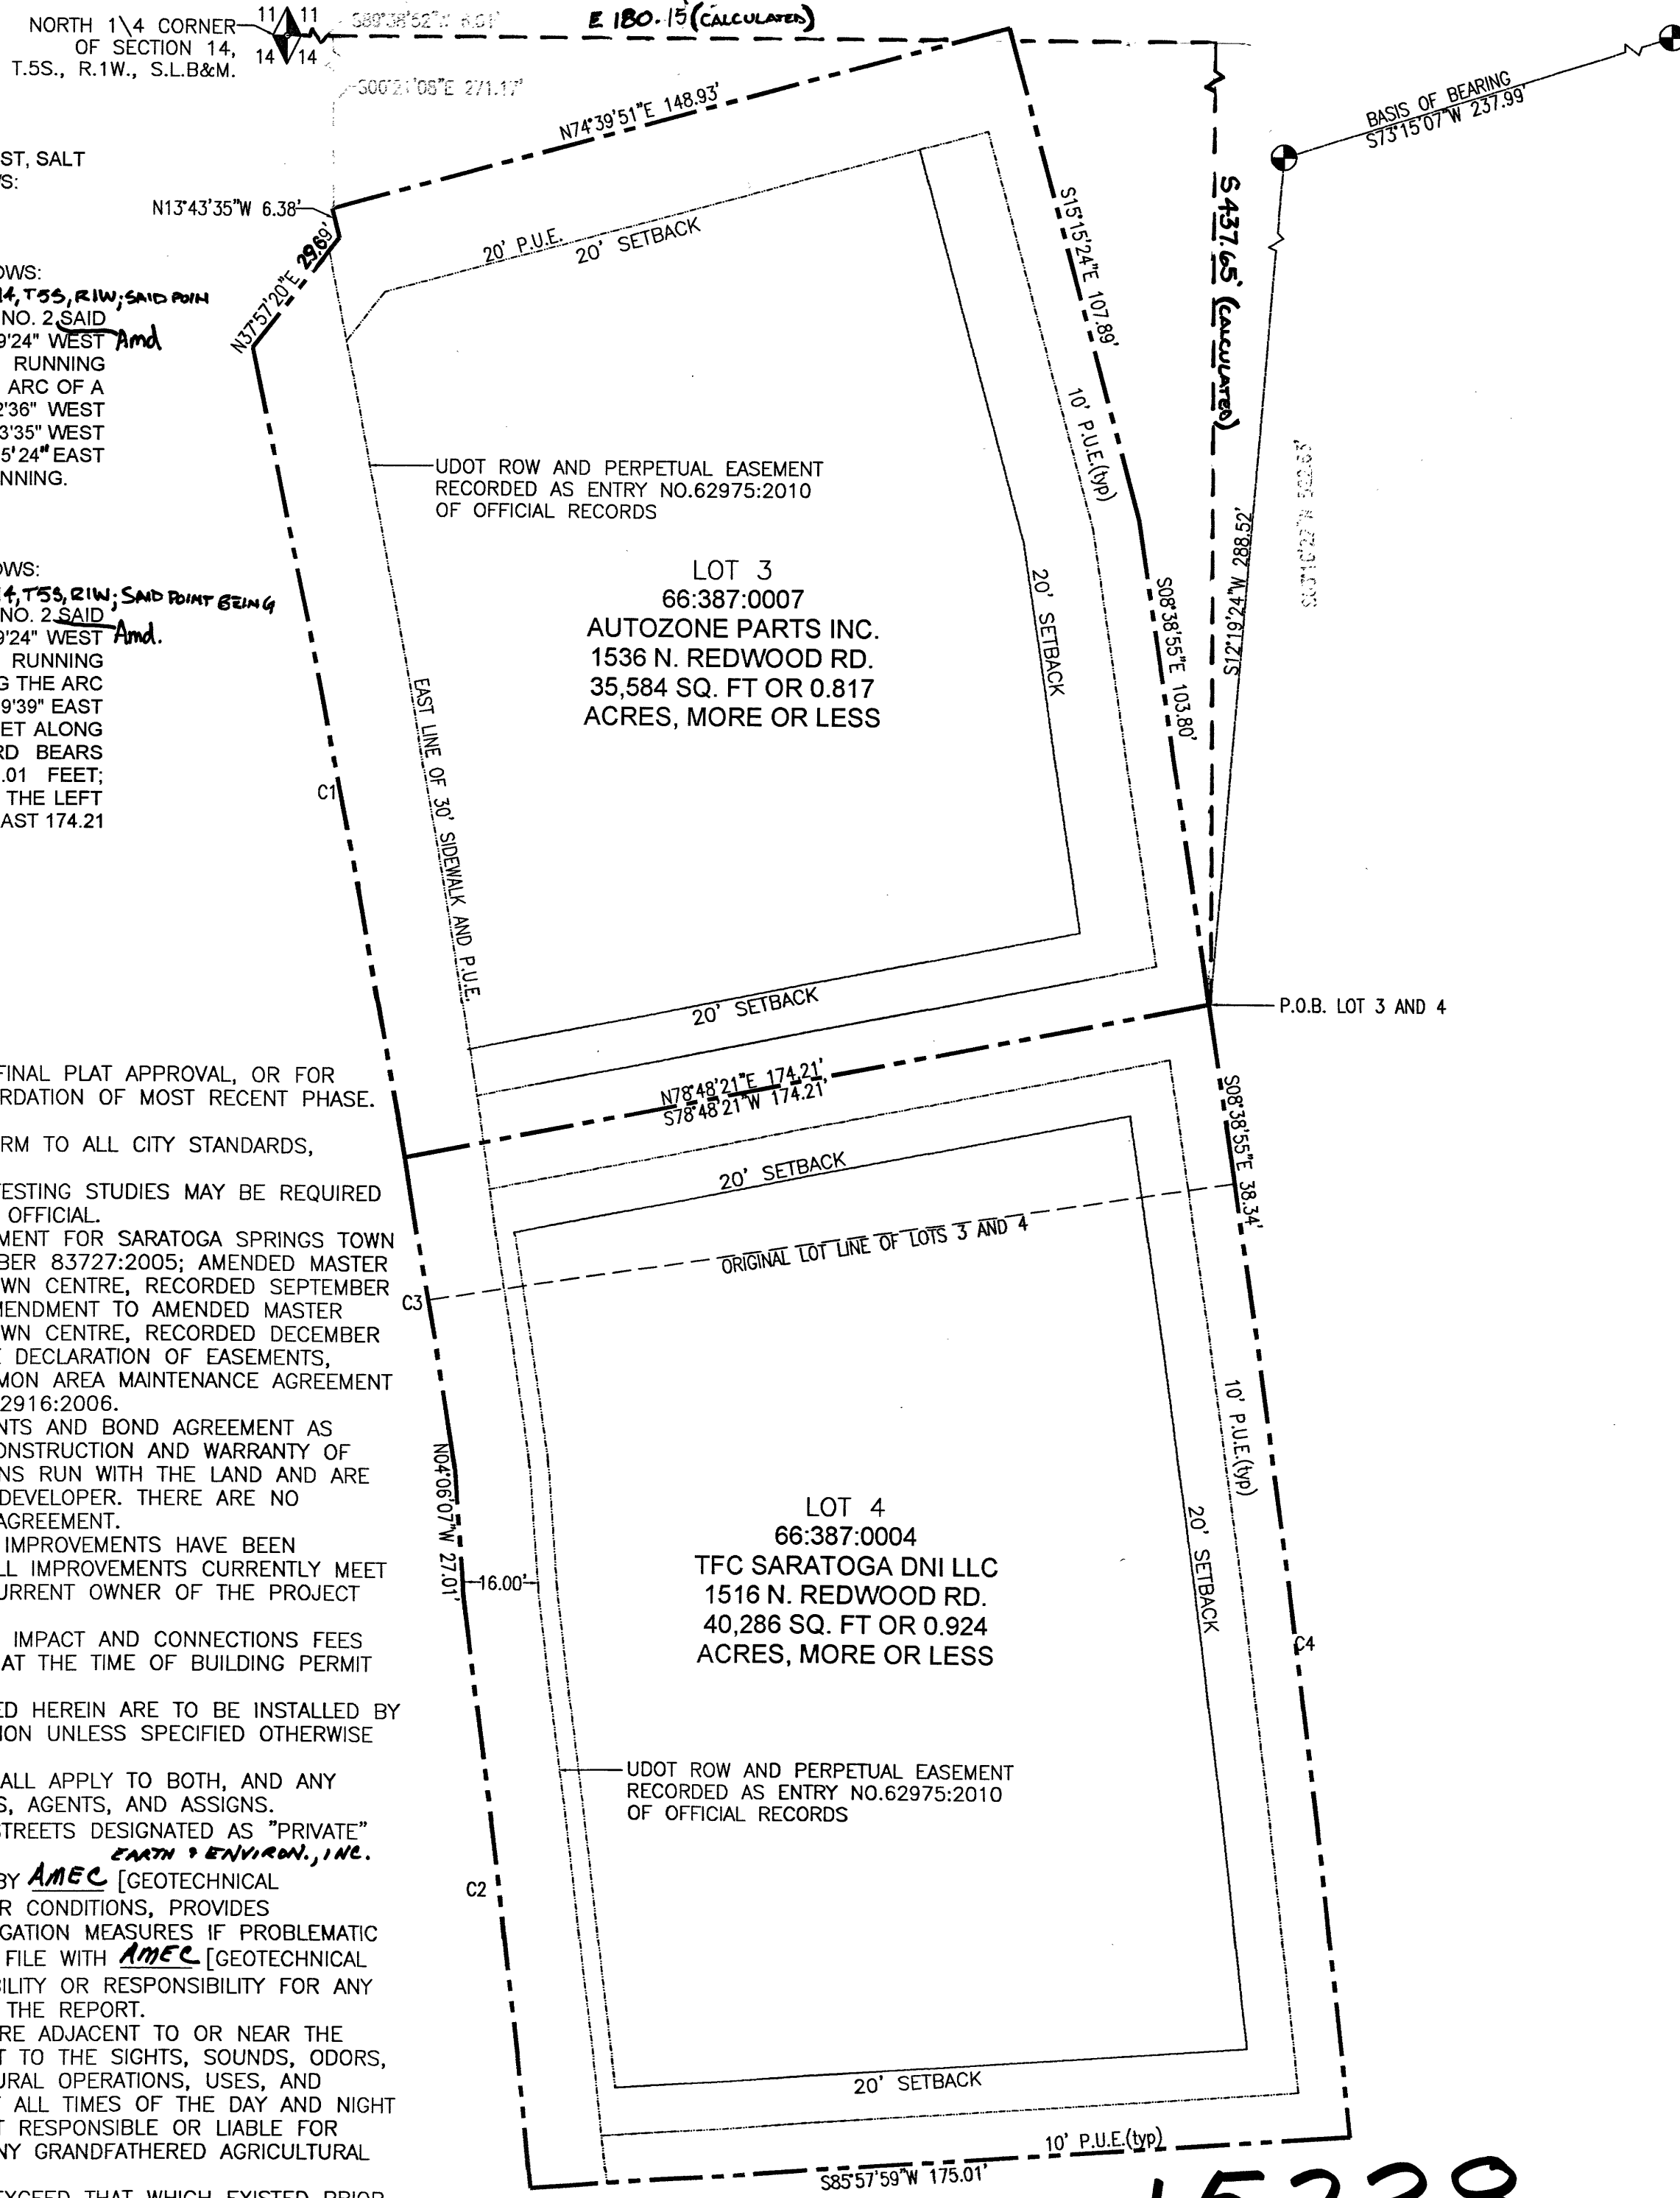 NORTH 1\4 CORNER
OF SECTION 14,
T.5S., R.1W., S.L.B&M.
11 11
14 14
S89°38'52"W 6.01'
E 180.15' (CALCULATED)
S00°21'08"E 271.17'
N74°39'51"E 148.93'
BASIS OF BEARING
S73°15'07"W 237.99'
ST, SALT
S:
N13°43'35"W 6.38'
N37°57'20"E 29.69'
20' P.U.E.
20' SETBACK
S15°15'24"E 107.89'
S 437.65' (CALCULATED)
OWS:
14, T5S, R1W; SAID POIN
NO. 2 SAID
Amd
9'24" WEST
RUNNING
ARC OF A
2'36" WEST
3'35" WEST
5'24" EAST
NNING.
10' P.U.E.(typ)
UDOT ROW AND PERPETUAL EASEMENT
RECORDED AS ENTRY NO.62975:2010
OF OFFICIAL RECORDS
S12°19'24"W 288.52'
LOT 3
66:387:0007
AUTOZONE PARTS INC.
1536 N. REDWOOD RD.
35,584 SQ. FT OR 0.817
ACRES, MORE OR LESS
20' SETBACK
S08°38'55"E 103.80'
OWS:
14, T5S, R1W; SAID POINT BEING
NO. 2 SAID
Amd.
9'24" WEST
RUNNING
G THE ARC
9'39" EAST
ET ALONG
RD BEARS
.01 FEET;
THE LEFT
AST 174.21
C1
EAST LINE OF 30' SIDEWALK AND P.U.E.
20' SETBACK
P.O.B. LOT 3 AND 4
N78°48'21"E 174.21'
S78°48'21"W 174.21'
S08°38'55"E 38.34'
20' SETBACK
ORIGINAL LOT LINE OF LOTS 3 AND 4
C3
FINAL PLAT APPROVAL, OR FOR
RDATION OF MOST RECENT PHASE.
RM TO ALL CITY STANDARDS,
TESTING STUDIES MAY BE REQUIRED
OFFICIAL.
MENT FOR SARATOGA SPRINGS TOWN
BER 83727:2005; AMENDED MASTER
WN CENTRE, RECORDED SEPTEMBER
MENDMENT TO AMENDED MASTER
WN CENTRE, RECORDED DECEMBER
E DECLARATION OF EASEMENTS,
MON AREA MAINTENANCE AGREEMENT
2916:2006.
NTS AND BOND AGREEMENT AS
ONSTRUCTION AND WARRANTY OF
NS RUN WITH THE LAND AND ARE
DEVELOPER. THERE ARE NO
AGREEMENT.
IMPROVEMENTS HAVE BEEN
LL IMPROVEMENTS CURRENTLY MEET
URRENT OWNER OF THE PROJECT
IMPACT AND CONNECTIONS FEES
AT THE TIME OF BUILDING PERMIT
ED HEREIN ARE TO BE INSTALLED BY
ION UNLESS SPECIFIED OTHERWISE
ALL APPLY TO BOTH, AND ANY
S, AGENTS, AND ASSIGNS.
STREETS DESIGNATED AS "PRIVATE"
EARTH & ENVIRON., INC.
BY AMEC [GEOTECHNICAL
R CONDITIONS, PROVIDES
GATION MEASURES IF PROBLEMATIC
FILE WITH AMEC [GEOTECHNICAL
BILITY OR RESPONSIBILITY FOR ANY
THE REPORT.
RE ADJACENT TO OR NEAR THE
T TO THE SIGHTS, SOUNDS, ODORS,
URAL OPERATIONS, USES, AND
T ALL TIMES OF THE DAY AND NIGHT
T RESPONSIBLE OR LIABLE FOR
NY GRANDFATHERED AGRICULTURAL
EXCEED THAT WHICH EXISTED PRIOR
N04°06'07"W 27.01'
16.00'
10' P.U.E.(typ)
20' SETBACK
LOT 4
66:387:0004
TFC SARATOGA DNI LLC
1516 N. REDWOOD RD.
40,286 SQ. FT OR 0.924
ACRES, MORE OR LESS
C4
UDOT ROW AND PERPETUAL EASEMENT
RECORDED AS ENTRY NO.62975:2010
OF OFFICIAL RECORDS
C2
20' SETBACK
10' P.U.E.(typ)
S85°57'59"W 175.01'
15238